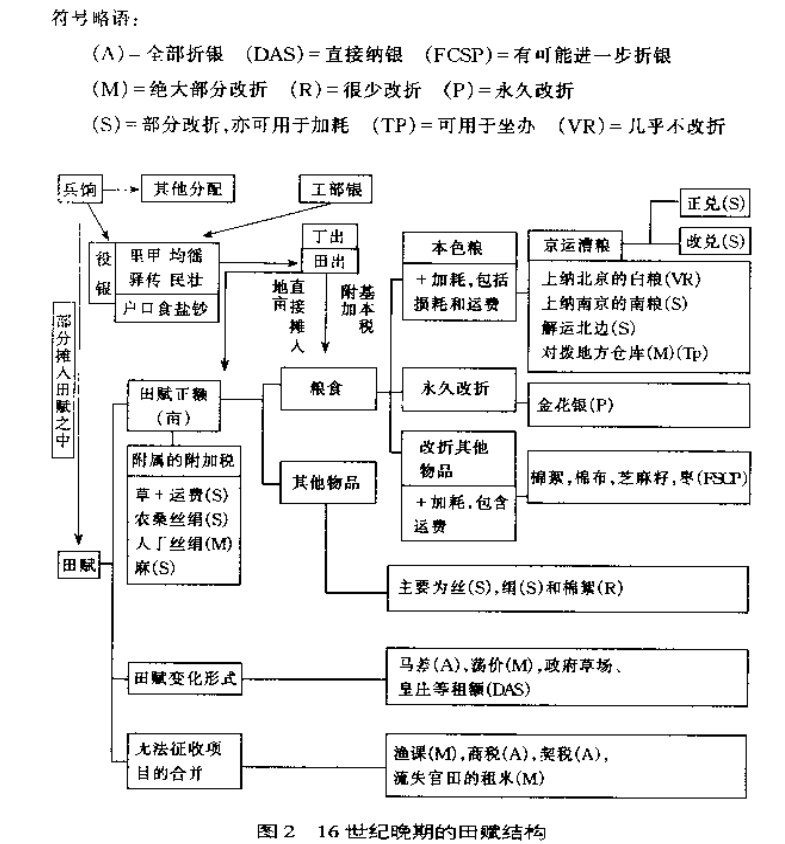 符号略语:
(A)=全部折银 (DAS)=直接纳银 (FCSP)=有可能进一步折银
(M)=绝大部分改折 (R)=很少改折 (P)=永久改折
(S)=部分改折,亦可用于加耗 (TP)=可用于坐办 (VR)=几乎不改折
兵饷
其他分配
工部银
役银
里甲 均徭
驿传 民壮
户口食盐钞
丁出
田出
直接摊入
地亩
基本税
附加
部分摊入田赋之中
本色粮
+加耗,包括
损耗和运费
京运漕粮
正兑(S)
改兑(S)
上纳北京的白粮(VR)
上纳南京的南粮(S)
解运北边(S)
对拨地方仓库(M)(Tp)
田赋正额
(亩)
粮食
永久改折
金花银(P)
附属的附加税
草+运费(S)
农桑丝绢(S)
人丁丝绢(M)
麻(S)
其他物品
改折其他
物品
+加耗,包含
运费
棉絮,棉布,芝麻籽,枣(FSCP)
田赋
主要为丝(S),绢(S)和棉絮(R)
田赋变化形式
马差(A),荡价(M),政府草场、
皇庄等租额(DAS)
无法征收项
目的合并
渔课(M),商税(A),契税(A),
流失官田的租米(M)
图2 16世纪晚期的田赋结构